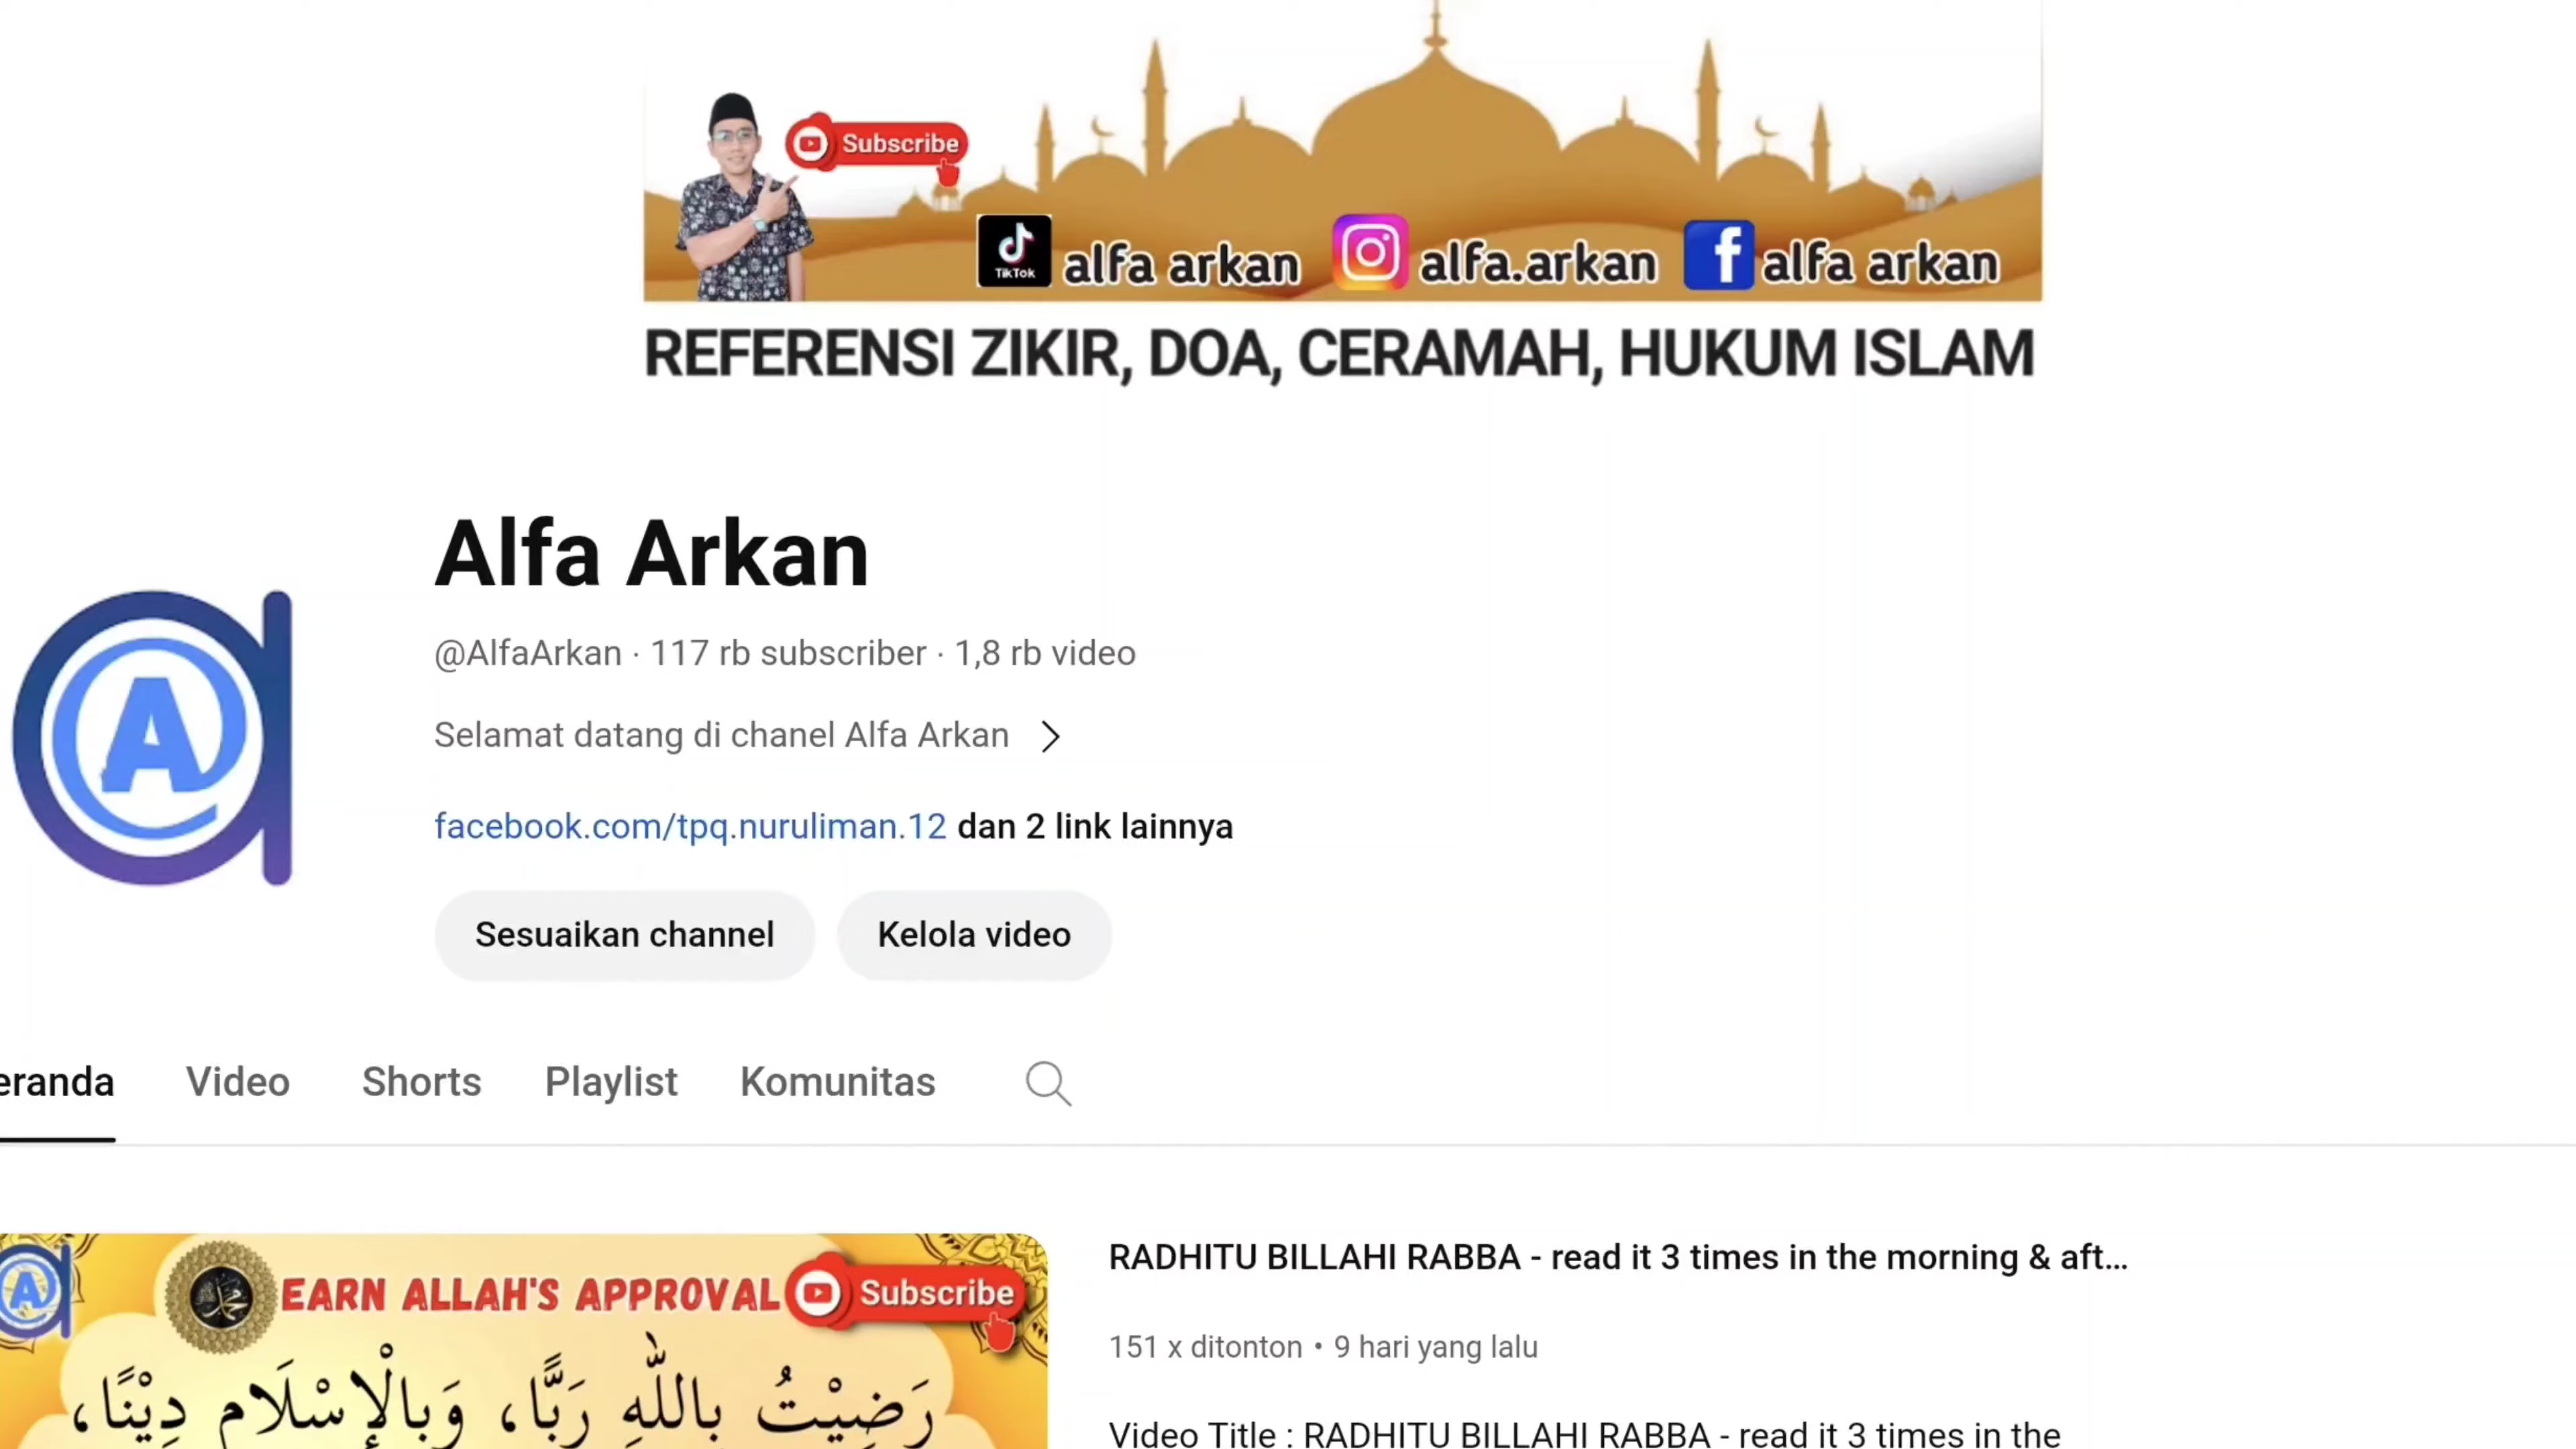 Subscribe
TikTok
alfa arkan
alfa.arkan
alfa arkan
REFERENSI ZIKIR, DOA, CERAMAH, HUKUM ISLAM
A
Alfa Arkan
@AlfaArkan · 117 rb subscriber · 1,8 rb video
Selamat datang di chanel Alfa Arkan
facebook.com/tpq.nuruliman.12 dan 2 link lainnya
Sesuaikan channel
Kelola video
eranda
Video
Shorts
Playlist
Komunitas
A
محمد
EARN ALLAH'S APPROVAL
Subscribe
رَضِيْتُ بِاللهِ رَبًّا، وَبِالْإِسْلَامِ دِيْنًا،
RADHITU BILLAHI RABBA - read it 3 times in the morning & aft...
151 x ditonton • 9 hari yang lalu
Video Title : RADHITU BILLAHI RABBA - read it 3 times in the